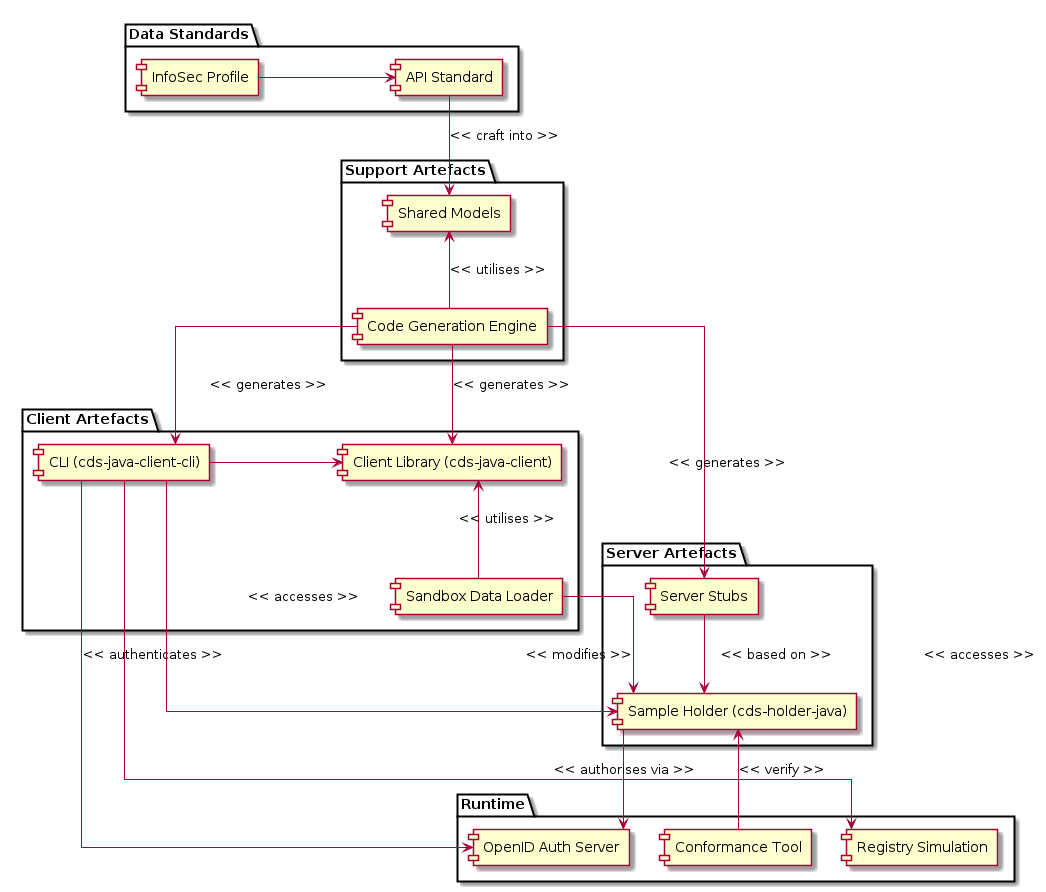 Data Standards
InfoSec Profile
API Standard
<< craft into >>
Support Artefacts
Shared Models
<< utilises >>
Code Generation Engine
<< generates >>
<< generates >>
Client Artefacts
CLI (cds-java-client-cli)
Client Library (cds-java-client)
<< generates >>
<< utilises >>
Server Artefacts
<< accesses >>
Sandbox Data Loader
Server Stubs
<< authenticates >>
<< modifies >>
<< based on >>
<< accesses >>
Sample Holder (cds-holder-java)
<< authorises via >>
<< verify >>
Runtime
OpenID Auth Server
Conformance Tool
Registry Simulation